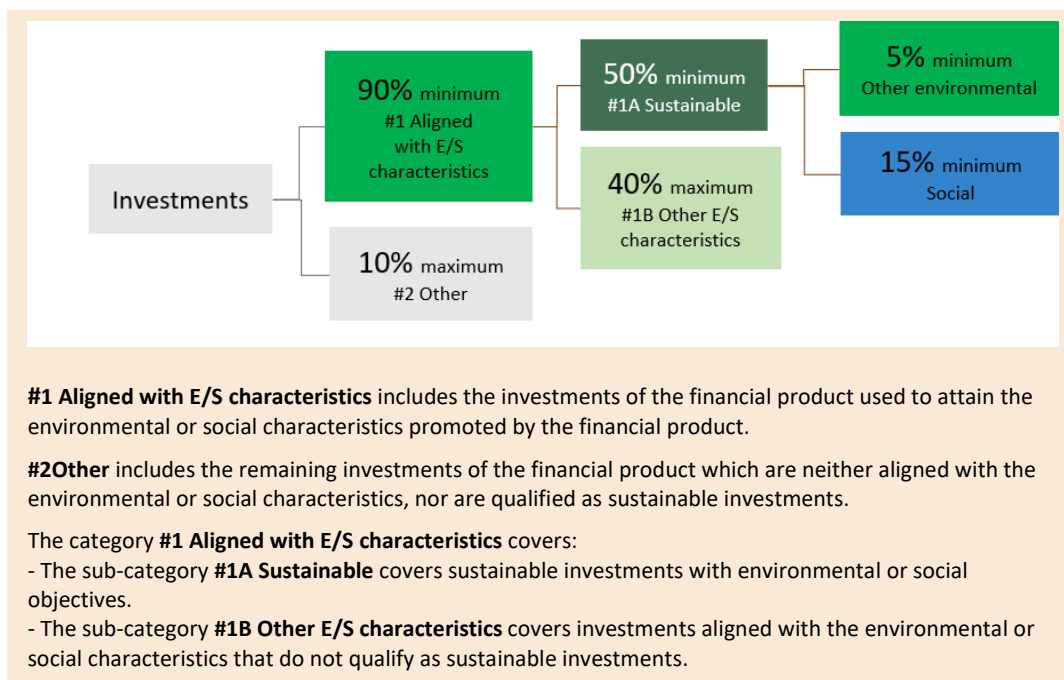 Investments
90% minimum
#1 Aligned
with E/S
characteristics
10% maximum
#2 Other
50% minimum
#1A Sustainable
40% maximum
#1B Other E/S
characteristics
5% minimum
Other environmental
15% minimum
Social
#1 Aligned with E/S characteristics includes the investments of the financial product used to attain the
environmental or social characteristics promoted by the financial product.
#2Other includes the remaining investments of the financial product which are neither aligned with the
environmental or social characteristics, nor are qualified as sustainable investments.
The category #1 Aligned with E/S characteristics covers:
- The sub-category #1A Sustainable covers sustainable investments with environmental or social
objectives.
- The sub-category #1B Other E/S characteristics covers investments aligned with the environmental or
social characteristics that do not qualify as sustainable investments.